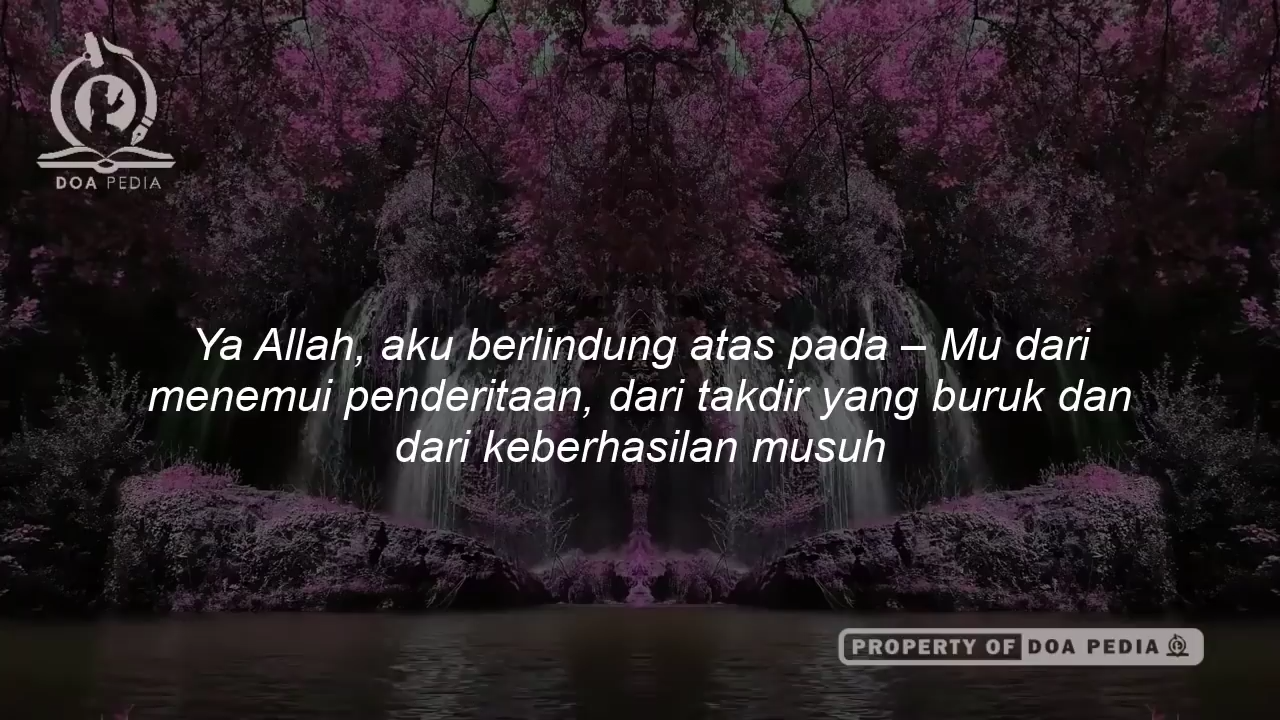 DOA PEDIA
Ya Allah, aku berlindung atas pada – Mu dari
menemui penderitaan, dari takdir yang buruk dan
dari keberhasilan musuh
PROPERTY OF DOA PEDIA